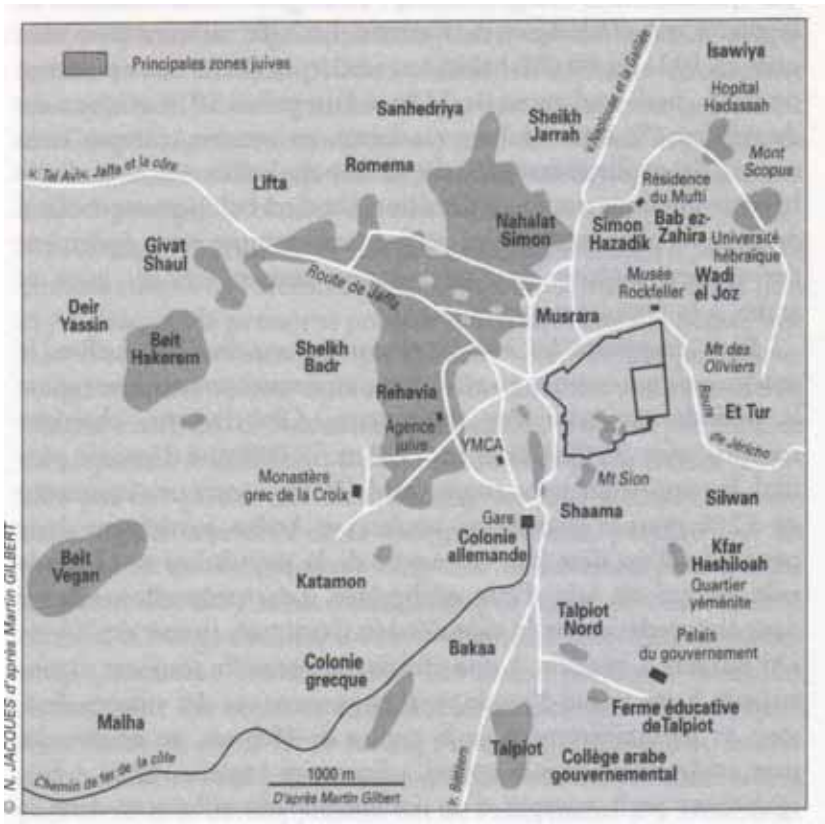 Principales zones juives
Isawiya
Hopital
Hadassah
Mont
Scopus
Sanhedriya
Sheikh
Jarrah
v. Naplouse et la Galilée
Romema
Résidence
du Mufti
v. Tel Aviv, Jaffa et la côte
Lifta
Nahalat
Simon
Simon
Hazadik
Bab ez-
Zahira
Université
hébraïque
Givat
Shaul
Route de Jaffa
Musée
Rockfeller
Wadi
el Joz
Deir
Yassin
Musrara
Beit
Hakerem
Sheikh
Badr
Mt des
Oliviers
Rehavia
Route
de Jéricho
Et Tur
Agence
juive
YMCA
Mt Sion
Monastère
grec de la Croix
Silwan
Gare
Shaama
Colonie
allemande
Beit
Vegan
Kfar
Hashiloah
Quartier
yéménite
Katamon
Talpiot
Nord
Palais
du gouvernement
Bakaa
Colonie
grecque
Ferme éducative
de Talpiot
Malha
Talpiot
Collège arabe
gouvernemental
Chemin de fer de la côte
1000 m
D'après Martin Gilbert
v. Bethléem
© N. JACQUES d'après Martin GILBERT